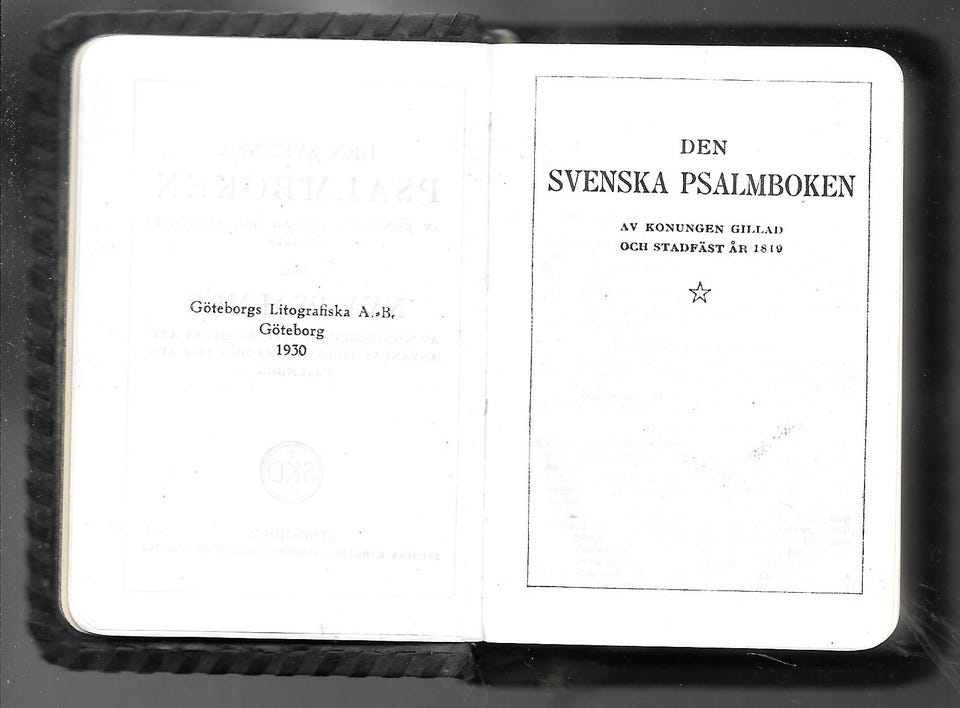 Göteborgs Litografiska A.-B.
Göteborg
1930
DEN
SVENSKA PSALMBOKEN
AV KONUNGEN GILLAD
OCH STADFÄST ÅR 1819